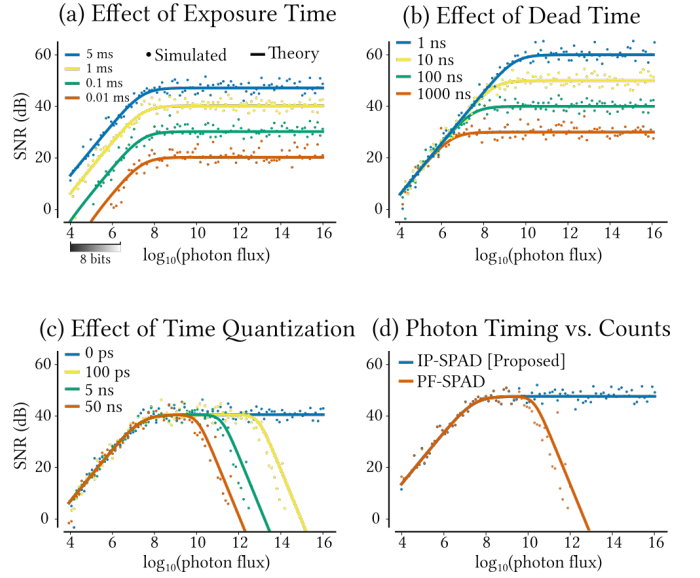 (a) Effect of Exposure Time
60
40
20
0
SNR (dB)
5 ms
1 ms
0.1 ms
0.01 ms
Simulated
Theory
4 6 8 10 12 14 16
8 bits
log10(photon flux)
(b) Effect of Dead Time
60
40
20
0
1 ns
10 ns
100 ns
1000 ns
4 6 8 10 12 14 16
log10(photon flux)
(c) Effect of Time Quantization
60
40
20
0
SNR (dB)
0 ps
100 ps
5 ns
50 ns
4 6 8 10 12 14 16
log10(photon flux)
(d) Photon Timing vs. Counts
60
40
20
0
IP-SPAD [Proposed]
PF-SPAD
4 6 8 10 12 14 16
log10(photon flux)